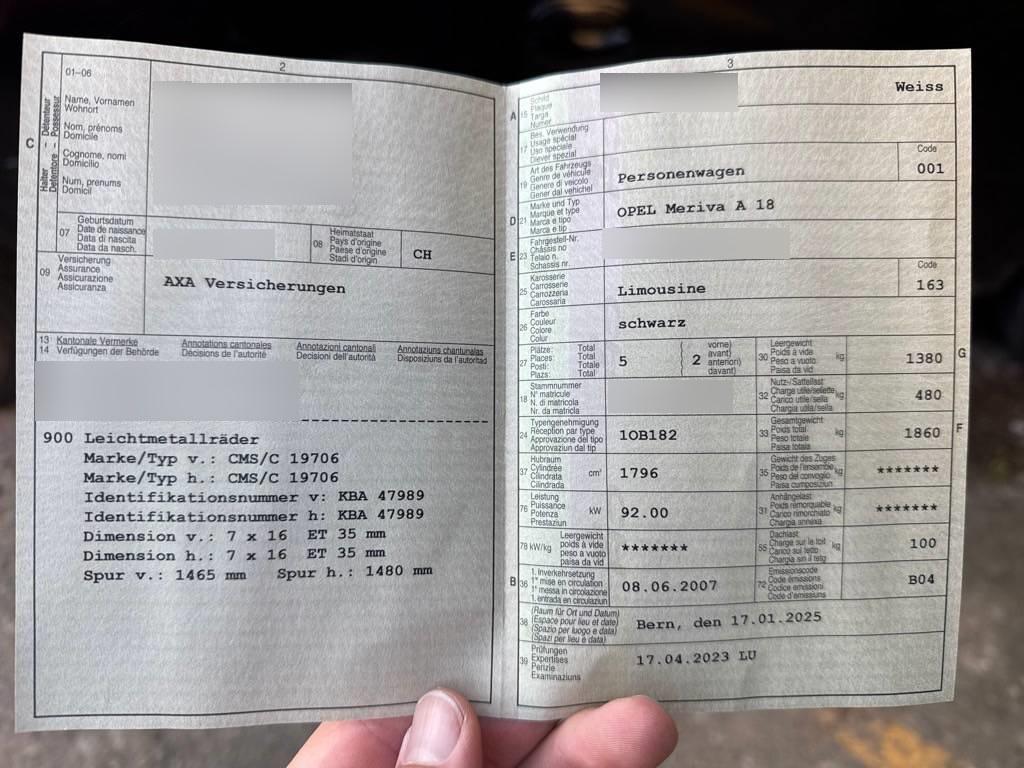 2
01-06
C
Halter - Détenteur
Detentore - Possessur
Name, Vornamen
Wohnort
Nom, prénoms
Domicile
Cognome, nomi
Domicilio
Num, prenums
Domicil
07
Geburtsdatum
Date de naissance
Data di nascita
Data da nasch.
08
Heimatstaat
Pays d'origine
Paese d'origine
Stadi d'origin
CH
09
Versicherung
Assurance
Assicurazione
Assicuranza
AXA Versicherungen
13 Kantonale Vermerke Annotations cantonales Annotazioni cantonali Annotaziuns chantunalas
14 Verfügungen der Behörde Décisions de l'autorité Decisioni dell'autorità Disposiziuns da l'autoritad
900 Leichtmetallräder
Marke/Typ v.: CMS/C 19706
Marke/Typ h.: CMS/C 19706
Identifikationsnummer v: KBA 47989
Identifikationsnummer h: KBA 47989
Dimension v.: 7 x 16 ET 35 mm
Dimension h.: 7 x 16 ET 35 mm
Spur v.: 1465 mm Spur h.: 1480 mm
3
A 15
Schild
Plaque
Targa
Numer
Weiss
17
Bes. Verwendung
Usage spécial
Uso speciale
Diever spezial
19
Art des Fahrzeugs
Genre de véhicule
Genere di veicolo
Gener dal vehichel
Personenwagen
Code
001
D 21
Marke und Typ
Marque et type
Marca e tipo
Marca e tip
OPEL Meriva A 18
E 23
Fahrgestell-Nr.
Châssis no
Telaio n.
Schassis nr.
25
Karosserie
Carrosserie
Carrozzeria
Carossaria
Limousine
Code
163
26
Farbe
Couleur
Colore
Colur
schwarz
27
Plätze: Total
Places: Total
Posti: Totale
Plazs: Total
5
( 2
vorne)
avant)
anteriori)
davant)
30
Leergewicht
Poids à vide
Peso a vuoto
Paisa da vid
kg
1380
G
18
Stammnummer
N° matricule
N. di matricola
Nr. da matricla
32
Nutz-/Sattellast
Charge utile/sellette
Carico utile/sella
Chargia utila/sella
kg
480
24
Typengenehmigung
Réception par type
Approvazione del tipo
Approvaziun dal tip
1OB182
33
Gesamtgewicht
Poids total
Peso totale
Paisa totala
kg
1860
F
37
Hubraum
Cylindrée
Cilindrata
Cilindrada
cm³
1796
35
Gewicht des Zuges
Poids de l'ensemble
Peso del convoglio
Paisa cumposiziun
kg
*******
76
Leistung
Puissance
Potenza
Prestaziun
kW
92.00
31
Anhängelast
Poids remorquable
Carico rimorchiato
Chargia annexa
kg
*******
78 kW/kg
Leergewicht
poids à vide
peso a vuoto
paisa da vid
*******
55
Dachlast
Charge sur le toit
Carico sul tetto
Chargia sin il tetg
kg
100
B 36
1. Inverkehrsetzung
1re mise en circulation
1a messa in circolazione
1. entrada en circulaziun
08.06.2007
72
Emissionscode
Code émissions
Codice emissioni
Code d'emissiuns
B04
38
(Raum für Ort und Datum)
(Espace pour lieu et date)
(Spazio per luogo e data)
(Spazi per lieu e data)
Bern, den 17.01.2025
39
Prüfungen
Expertises
Perizie
Examinaziuns
17.04.2023 LU